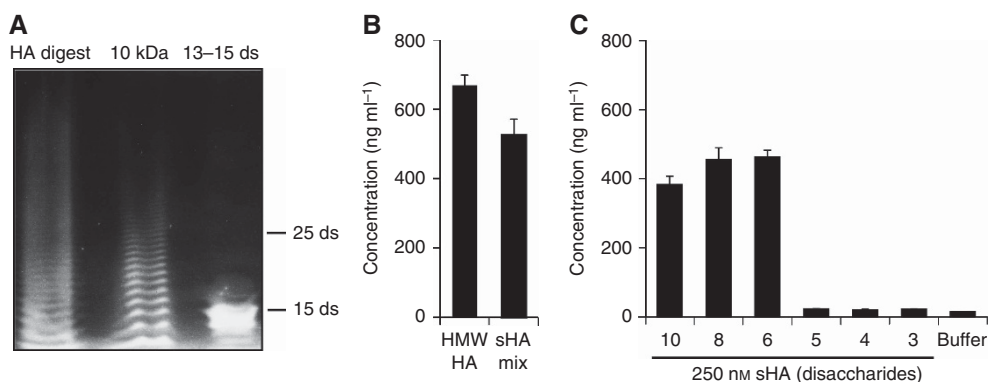 A
HA digest 10 kDa 13–15 ds
25 ds
15 ds
B
Concentration (ng ml⁻¹)
800
600
400
200
0
HMW HA
sHA mix
C
Concentration (ng ml⁻¹)
800
600
400
200
0
10 8 6 5 4 3 Buffer
250 nM sHA (disaccharides)